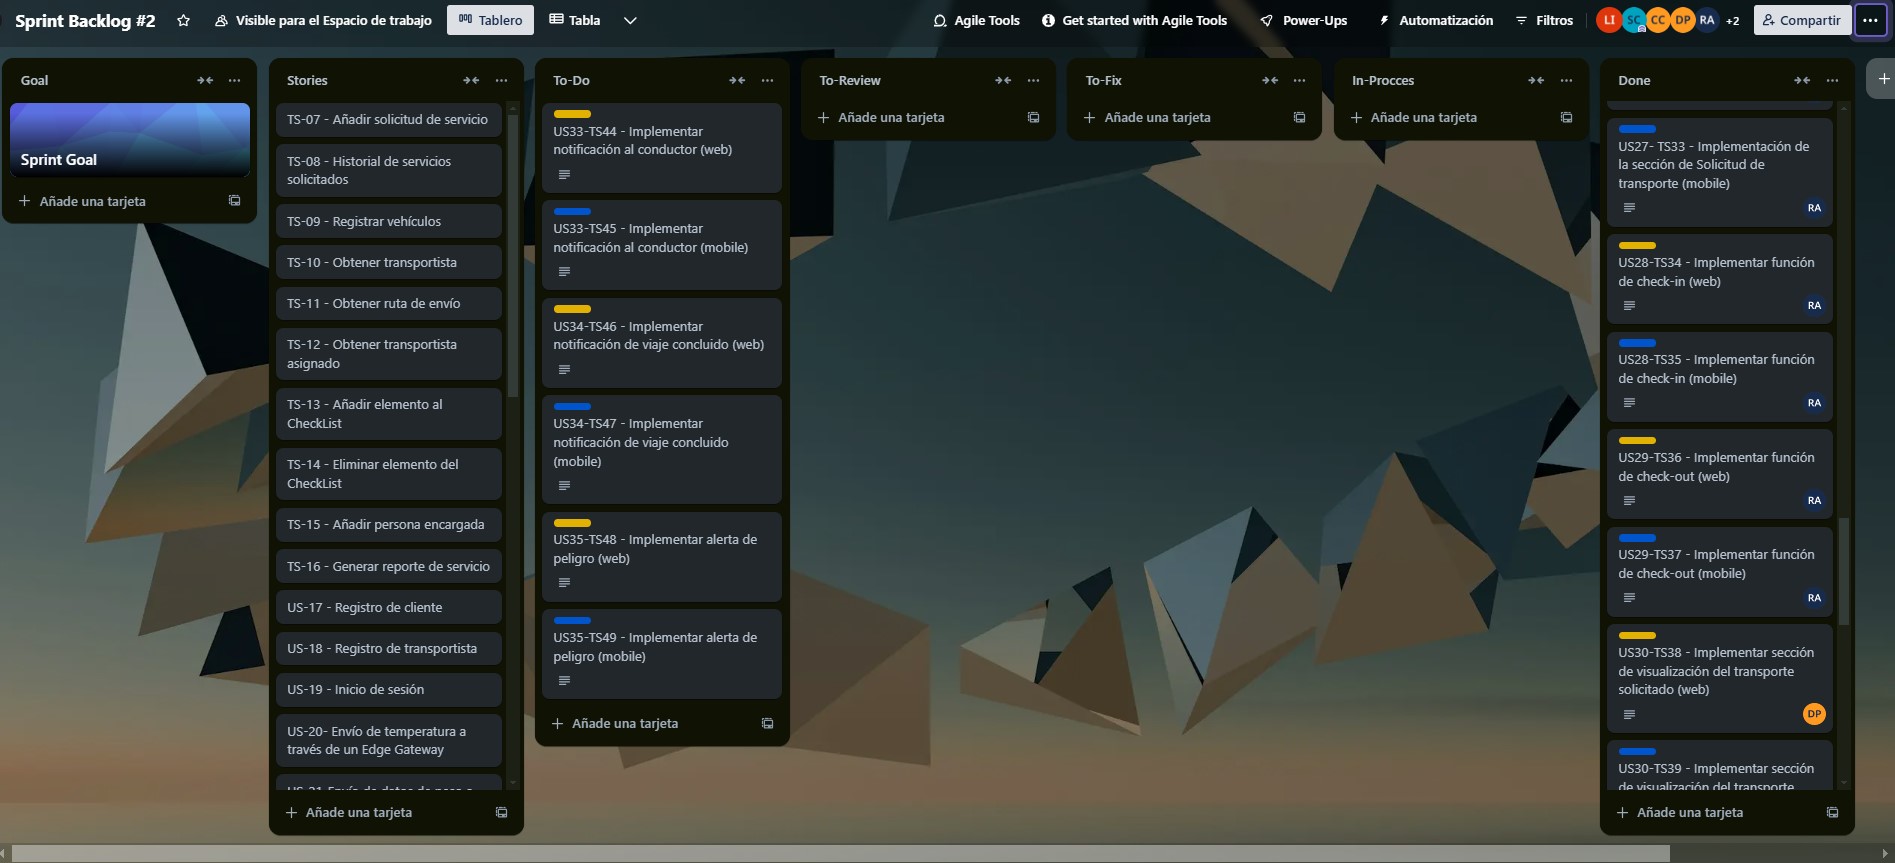 Sprint Backlog #2
Visible para el Espacio de trabajo
Tablero
Tabla
Agile Tools
Get started with Agile Tools
Power-Ups
Automatización
Filtros
LI
SC
CC
DP
RA
+2
Compartir
Goal
Sprint Goal
Añade una tarjeta
Stories
TS-07 - Añadir solicitud de servicio
TS-08 - Historial de servicios
solicitados
TS-09 - Registrar vehículos
TS-10 - Obtener transportista
TS-11 - Obtener ruta de envío
TS-12 - Obtener transportista
asignado
TS-13 - Añadir elemento al
CheckList
TS-14 - Eliminar elemento del
CheckList
TS-15 - Añadir persona encargada
TS-16 - Generar reporte de servicio
US-17 - Registro de cliente
US-18 - Registro de transportista
US-19 - Inicio de sesión
US-20- Envío de temperatura a
través de un Edge Gateway
US-21-Envío de datos de peso a
Añade una tarjeta
To-Do
US33-TS44 - Implementar
notificación al conductor (web)
US33-TS45 - Implementar
notificación al conductor (mobile)
US34-TS46 - Implementar
notificación de viaje concluido (web)
US34-TS47 - Implementar
notificación de viaje concluido
(mobile)
US35-TS48 - Implementar alerta de
peligro (web)
US35-TS49 - Implementar alerta de
peligro (mobile)
Añade una tarjeta
To-Review
Añade una tarjeta
To-Fix
Añade una tarjeta
In-Procces
Añade una tarjeta
Done
US27- TS33 - Implementación de
la sección de Solicitud de
transporte (mobile)
RA
US28-TS34 - Implementar función
de check-in (web)
RA
US28-TS35 - Implementar función
de check-in (mobile)
RA
US29-TS36 - Implementar función
de check-out (web)
RA
US29-TS37 - Implementar función
de check-out (mobile)
RA
US30-TS38 - Implementar sección
de visualización del transporte
solicitado (web)
DP
US30-TS39 - Implementar sección
de visualización del transporte
Añade una tarjeta